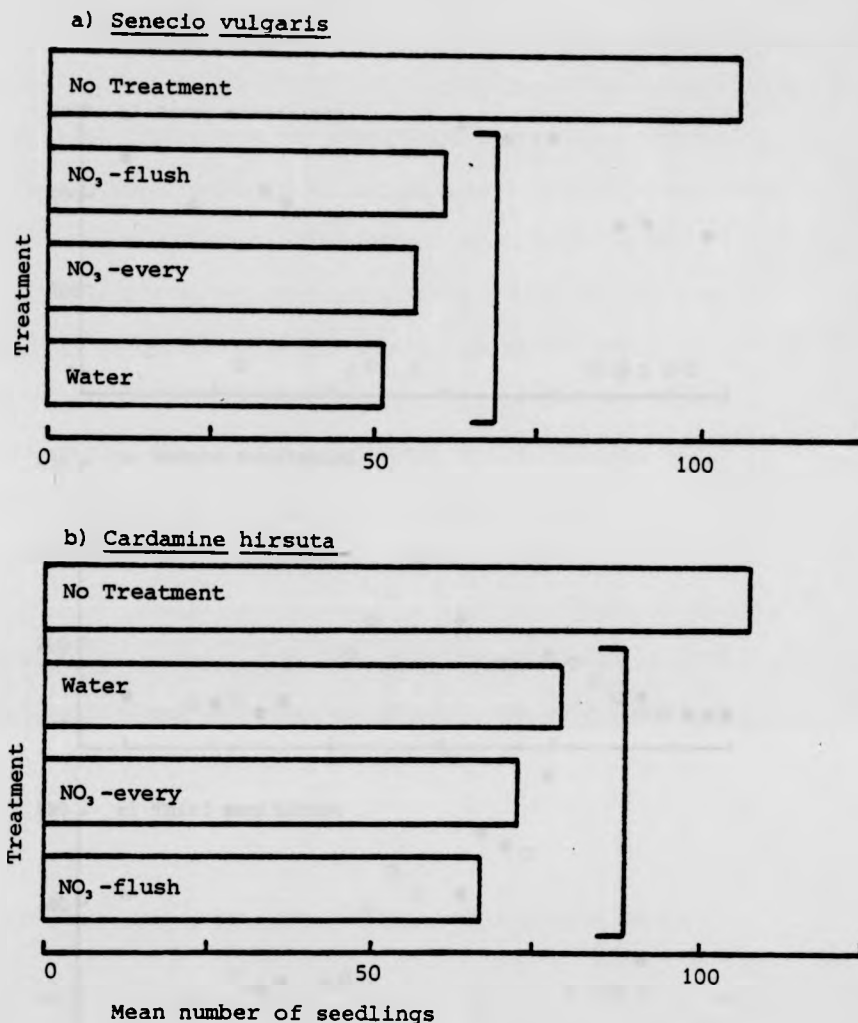 a) Senecio vulgaris
No Treatment
NO₃-flush
NO₃-every
Water
Treatment
0 50 100
b) Cardamine hirsuta
No Treatment
Water
NO₃-every
NO₃-flush
Treatment
0 50 100
Mean number of seedlings